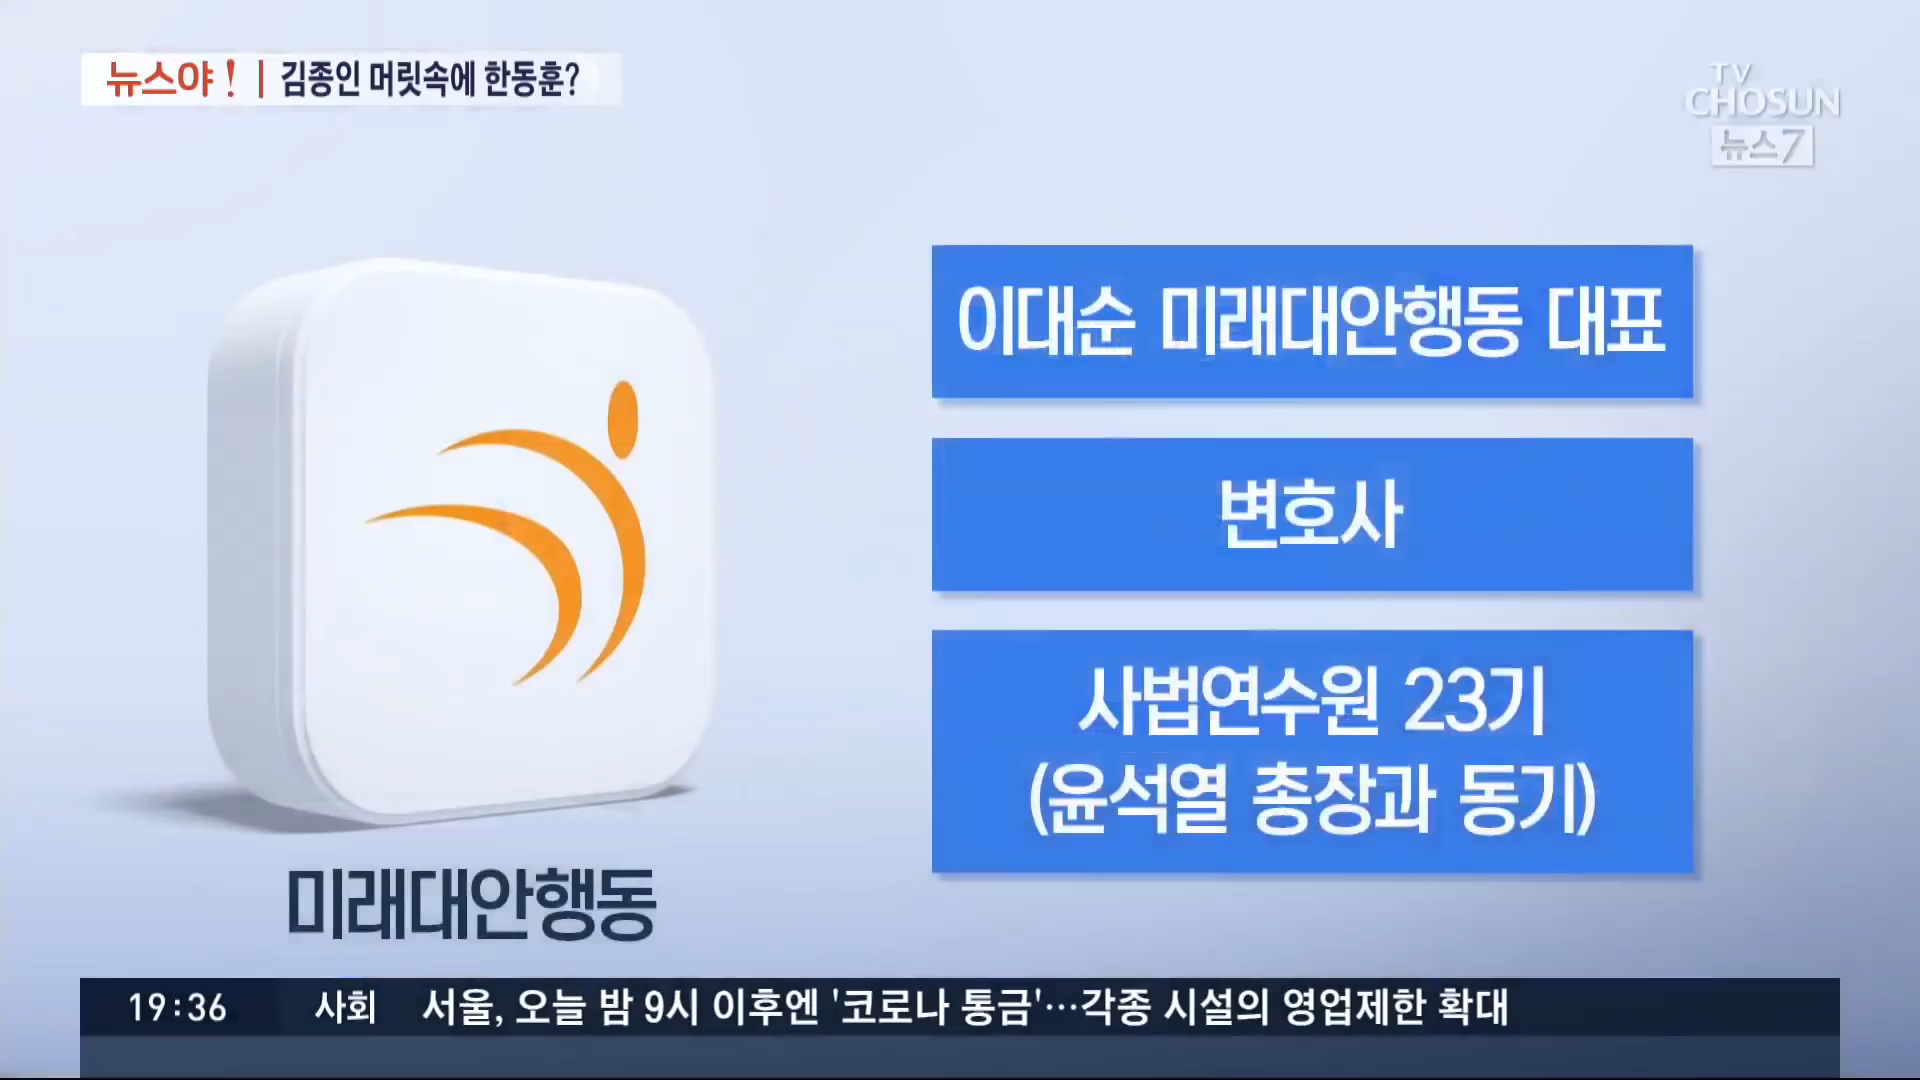 뉴스야! | 김종인 머릿속에 한동훈?
TV
CHOSUN
뉴스7
이대순 미래대안행동 대표
변호사
사법연수원 23기
(윤석열 총장과 동기)
미래대안행동
19:36 사회 서울, 오늘 밤 9시 이후엔 '코로나 통금'…각종 시설의 영업제한 확대